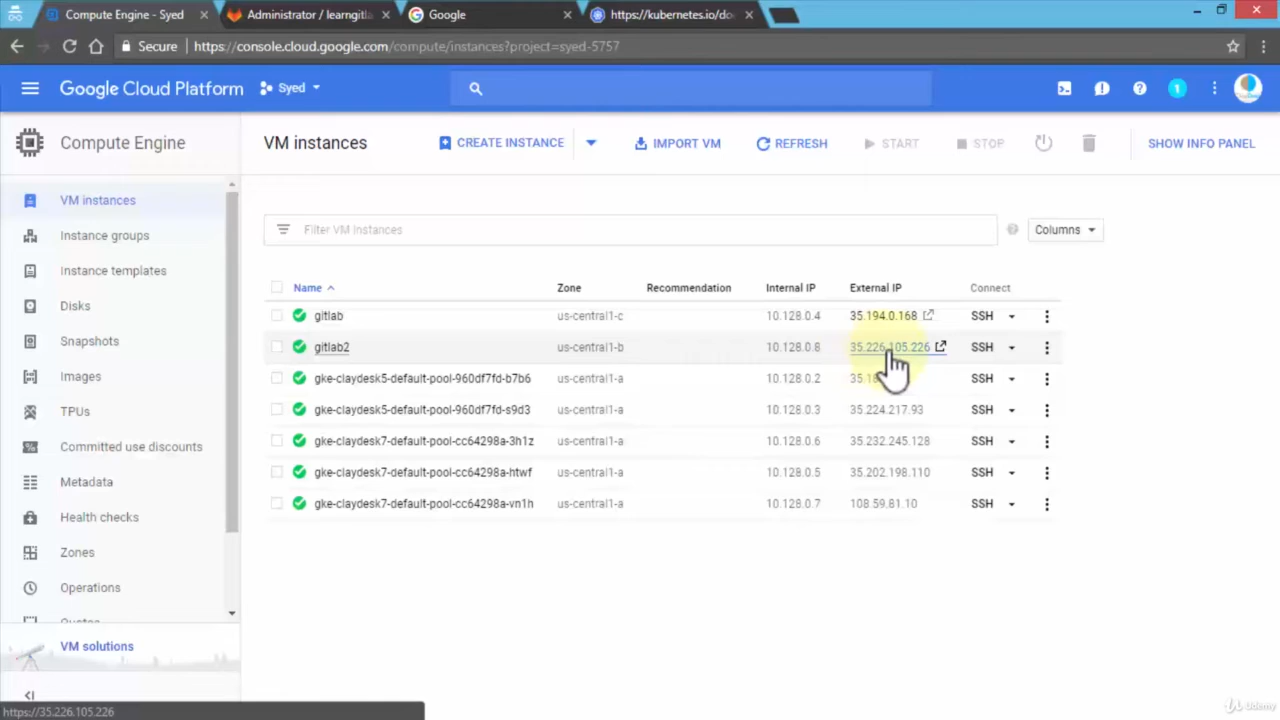 Compute Engine - Syed
Administrator / learngitla
Google
https://kubernetes.io/do
Secure
https://console.cloud.google.com/compute/instances?project=syed-5757
Google Cloud Platform
Syed
1
Compute Engine
VM instances
CREATE INSTANCE
IMPORT VM
REFRESH
START
STOP
SHOW INFO PANEL
VM instances
Instance groups
Instance templates
Disks
Snapshots
Images
TPUs
Committed use discounts
Metadata
Health checks
Zones
Operations
Quotas
VM solutions
Filter VM instances
Columns
Name Zone Recommendation Internal IP External IP Connect
gitlab us-central1-c 10.128.0.4 35.194.0.168 SSH
gitlab2 us-central1-b 10.128.0.8 35.226.105.226 SSH
gke-claydesk5-default-pool-960df7fd-b7b6 us-central1-a 10.128.0.2 SSH
gke-claydesk5-default-pool-960df7fd-s9d3 us-central1-a 10.128.0.3 35.224.217.93 SSH
gke-claydesk7-default-pool-cc64298a-3h1z us-central1-a 10.128.0.6 35.232.245.128 SSH
gke-claydesk7-default-pool-cc64298a-htwf us-central1-a 10.128.0.5 35.202.198.110 SSH
gke-claydesk7-default-pool-cc64298a-vn1h us-central1-a 10.128.0.7 108.59.81.10 SSH
https://35.226.105.226
Udemy